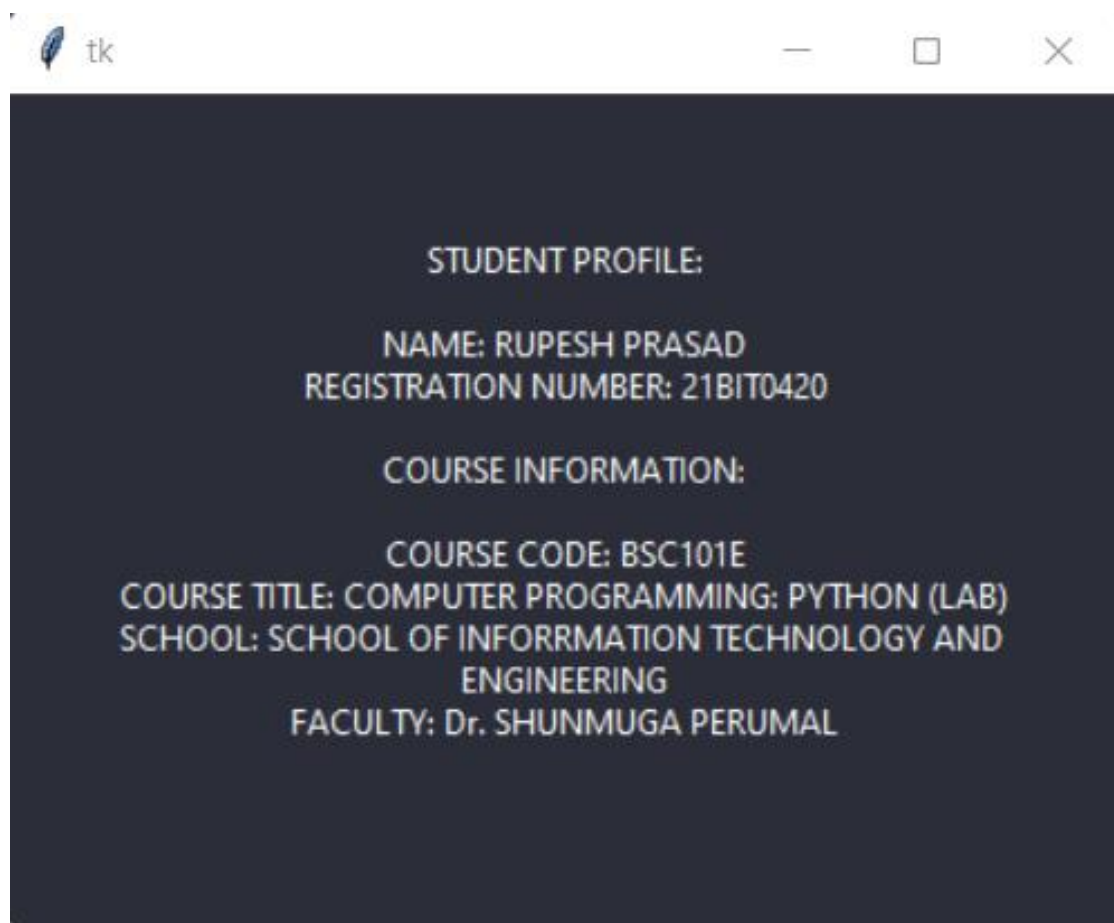 tk
STUDENT PROFILE:
NAME: RUPESH PRASAD
REGISTRATION NUMBER: 21BIT0420
COURSE INFORMATION:
COURSE CODE: BSC101E
COURSE TITLE: COMPUTER PROGRAMMING: PYTHON (LAB)
SCHOOL: SCHOOL OF INFORRMATION TECHNOLOGY AND
ENGINEERING
FACULTY: Dr. SHUNMUGA PERUMAL